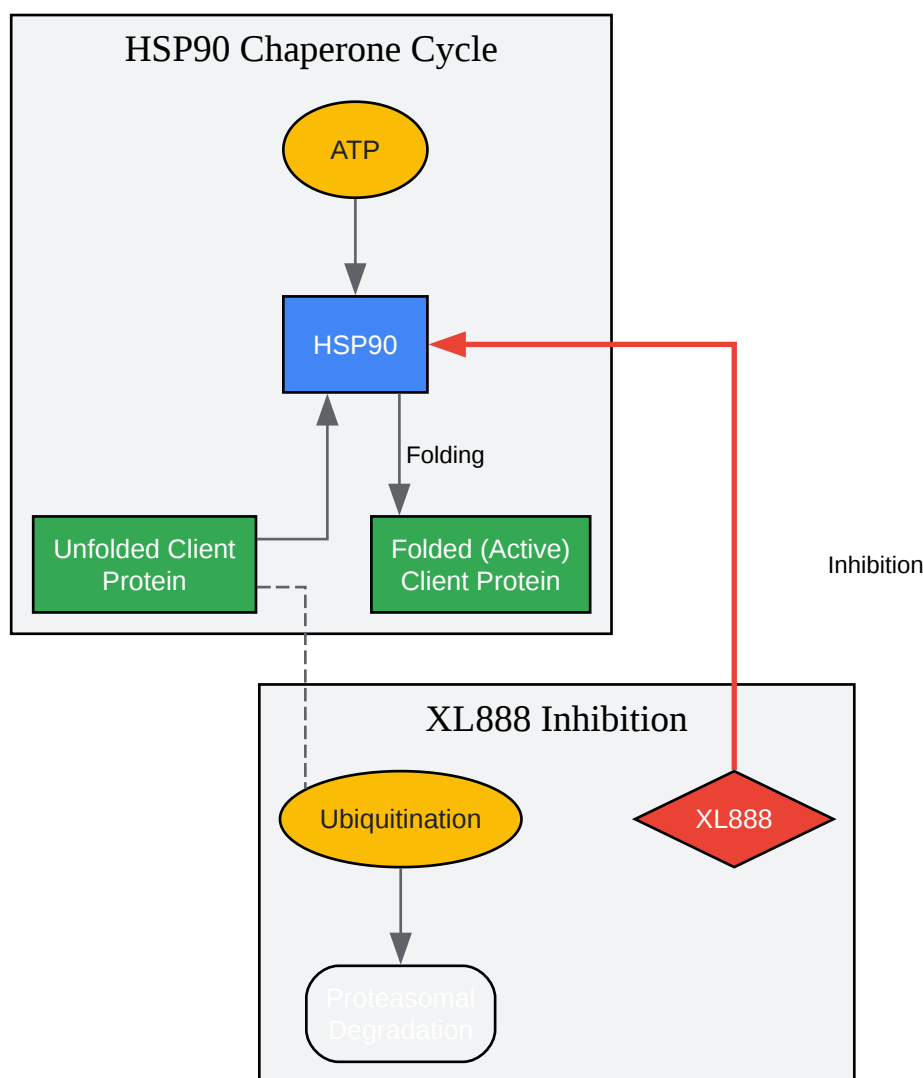 HSP90 Chaperone Cycle
ATP
HSP90
Folding
Unfolded Client
Protein
Folded (Active)
Client Protein
Inhibition
XL888 Inhibition
Ubiquitination
XL888
Proteasomal
Degradation